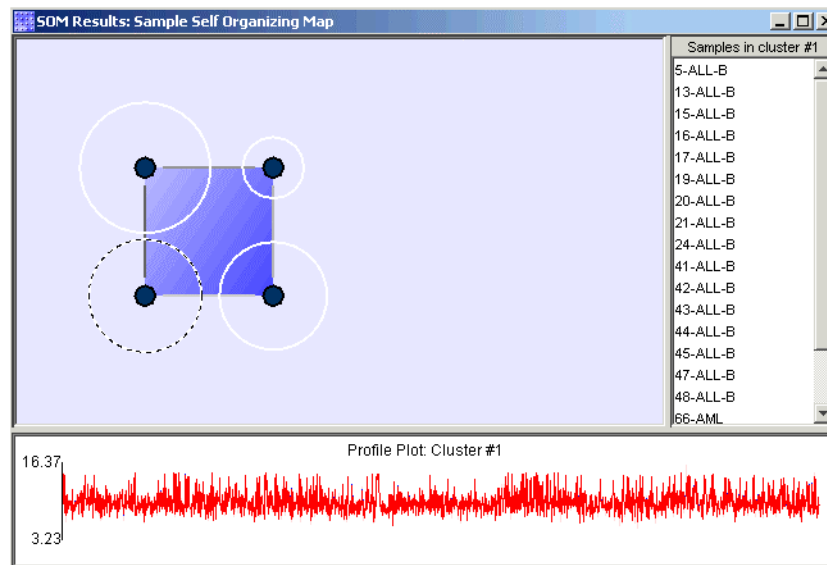 SOM Results: Sample Self Organizing Map
Samples in cluster #1
5-ALL-B
13-ALL-B
15-ALL-B
16-ALL-B
17-ALL-B
19-ALL-B
20-ALL-B
21-ALL-B
24-ALL-B
41-ALL-B
42-ALL-B
43-ALL-B
44-ALL-B
45-ALL-B
47-ALL-B
48-ALL-B
66-AML
Profile Plot: Cluster #1
16.37
3.23